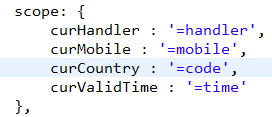 scope: {
    curHandler : '=handler',
    curMobile : '=mobile',
    curCountry : '=code',
    curValidTime : '=time'
},